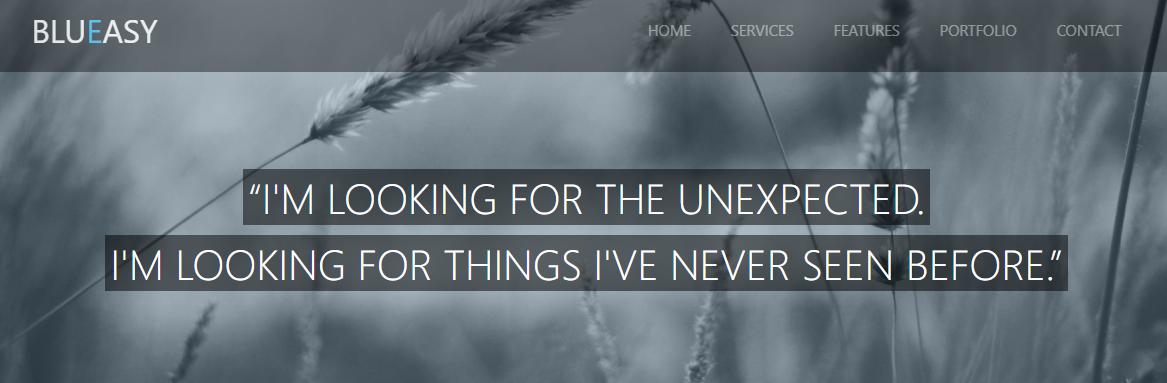 BLUEASY HOME SERVICES FEATURES PORTFOLIO CONTACT
“I'M LOOKING FOR THE UNEXPECTED.
I'M LOOKING FOR THINGS I'VE NEVER SEEN BEFORE.”